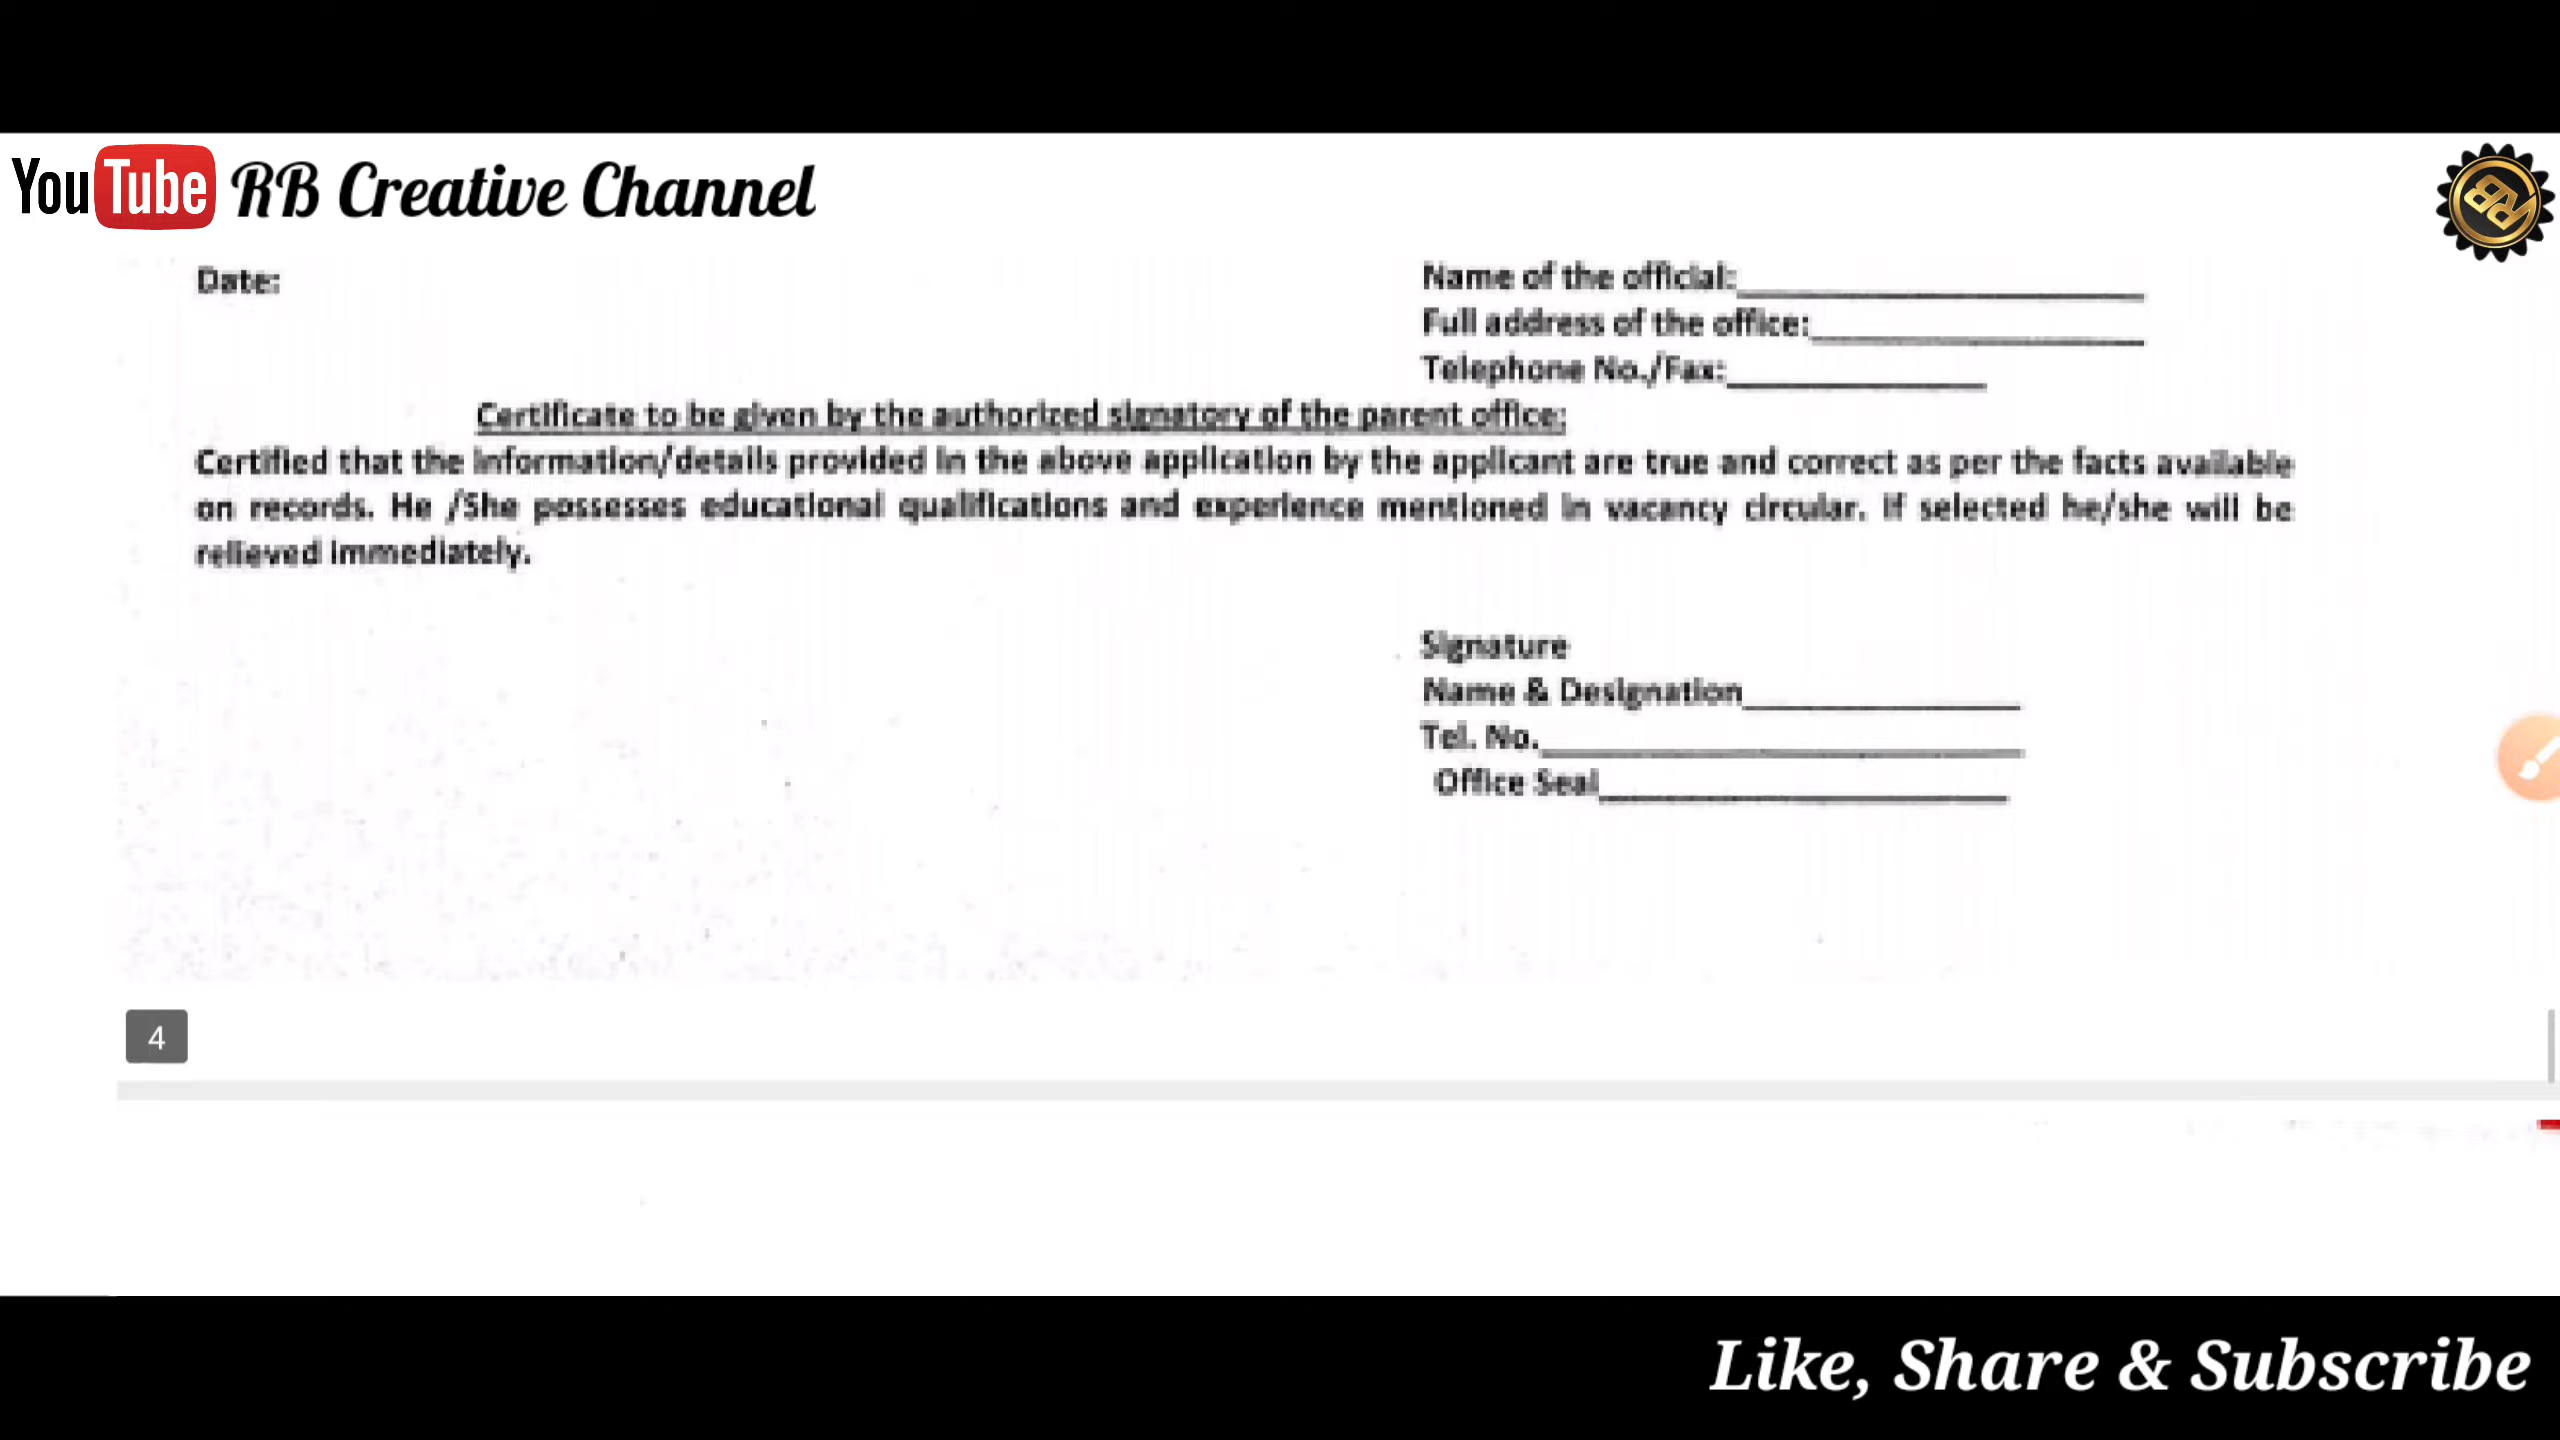 YouTube RB Creative Channel
RB
Date:
Name of the official:
Full address of the office:
Telephone No./Fax:
Certificate to be given by the authorized signatory of the parent office:
Certified that the information/details provided in the above application by the applicant are true and correct as per the facts available
on records. He /She possesses educational qualifications and experience mentioned in vacancy circular. If selected he/she will be
relieved immediately.
Signature
Name & Designation
Tel. No.
Office Seal
4
Like, Share & Subscribe